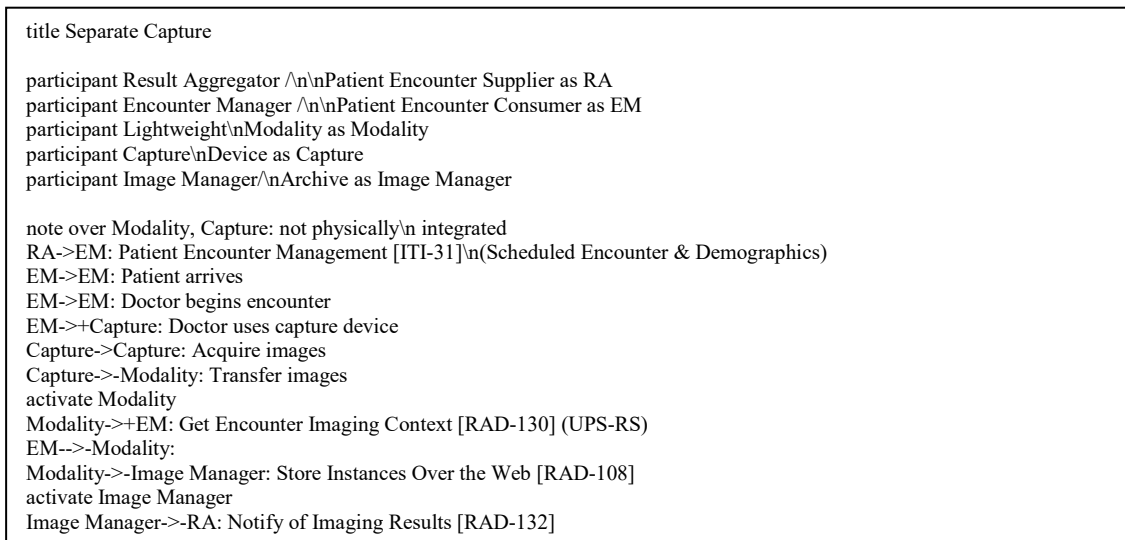 title Separate Capture
participant Result Aggregator /\n\nPatient Encounter Supplier as RA
participant Encounter Manager /\n\nPatient Encounter Consumer as EM
participant Lightweight\nModality as Modality
participant Capture\nDevice as Capture
participant Image Manager/\nArchive as Image Manager
note over Modality, Capture: not physically\n integrated
RA->EM: Patient Encounter Management [ITI-31]\n(Scheduled Encounter & Demographics)
EM->EM: Patient arrives
EM->EM: Doctor begins encounter
EM->+Capture: Doctor uses capture device
Capture->Capture: Acquire images
Capture->-Modality: Transfer images
activate Modality
Modality->+EM: Get Encounter Imaging Context [RAD-130] (UPS-RS)
EM-->-Modality:
Modality->-Image Manager: Store Instances Over the Web [RAD-108]
activate Image Manager
Image Manager->-RA: Notify of Imaging Results [RAD-132]